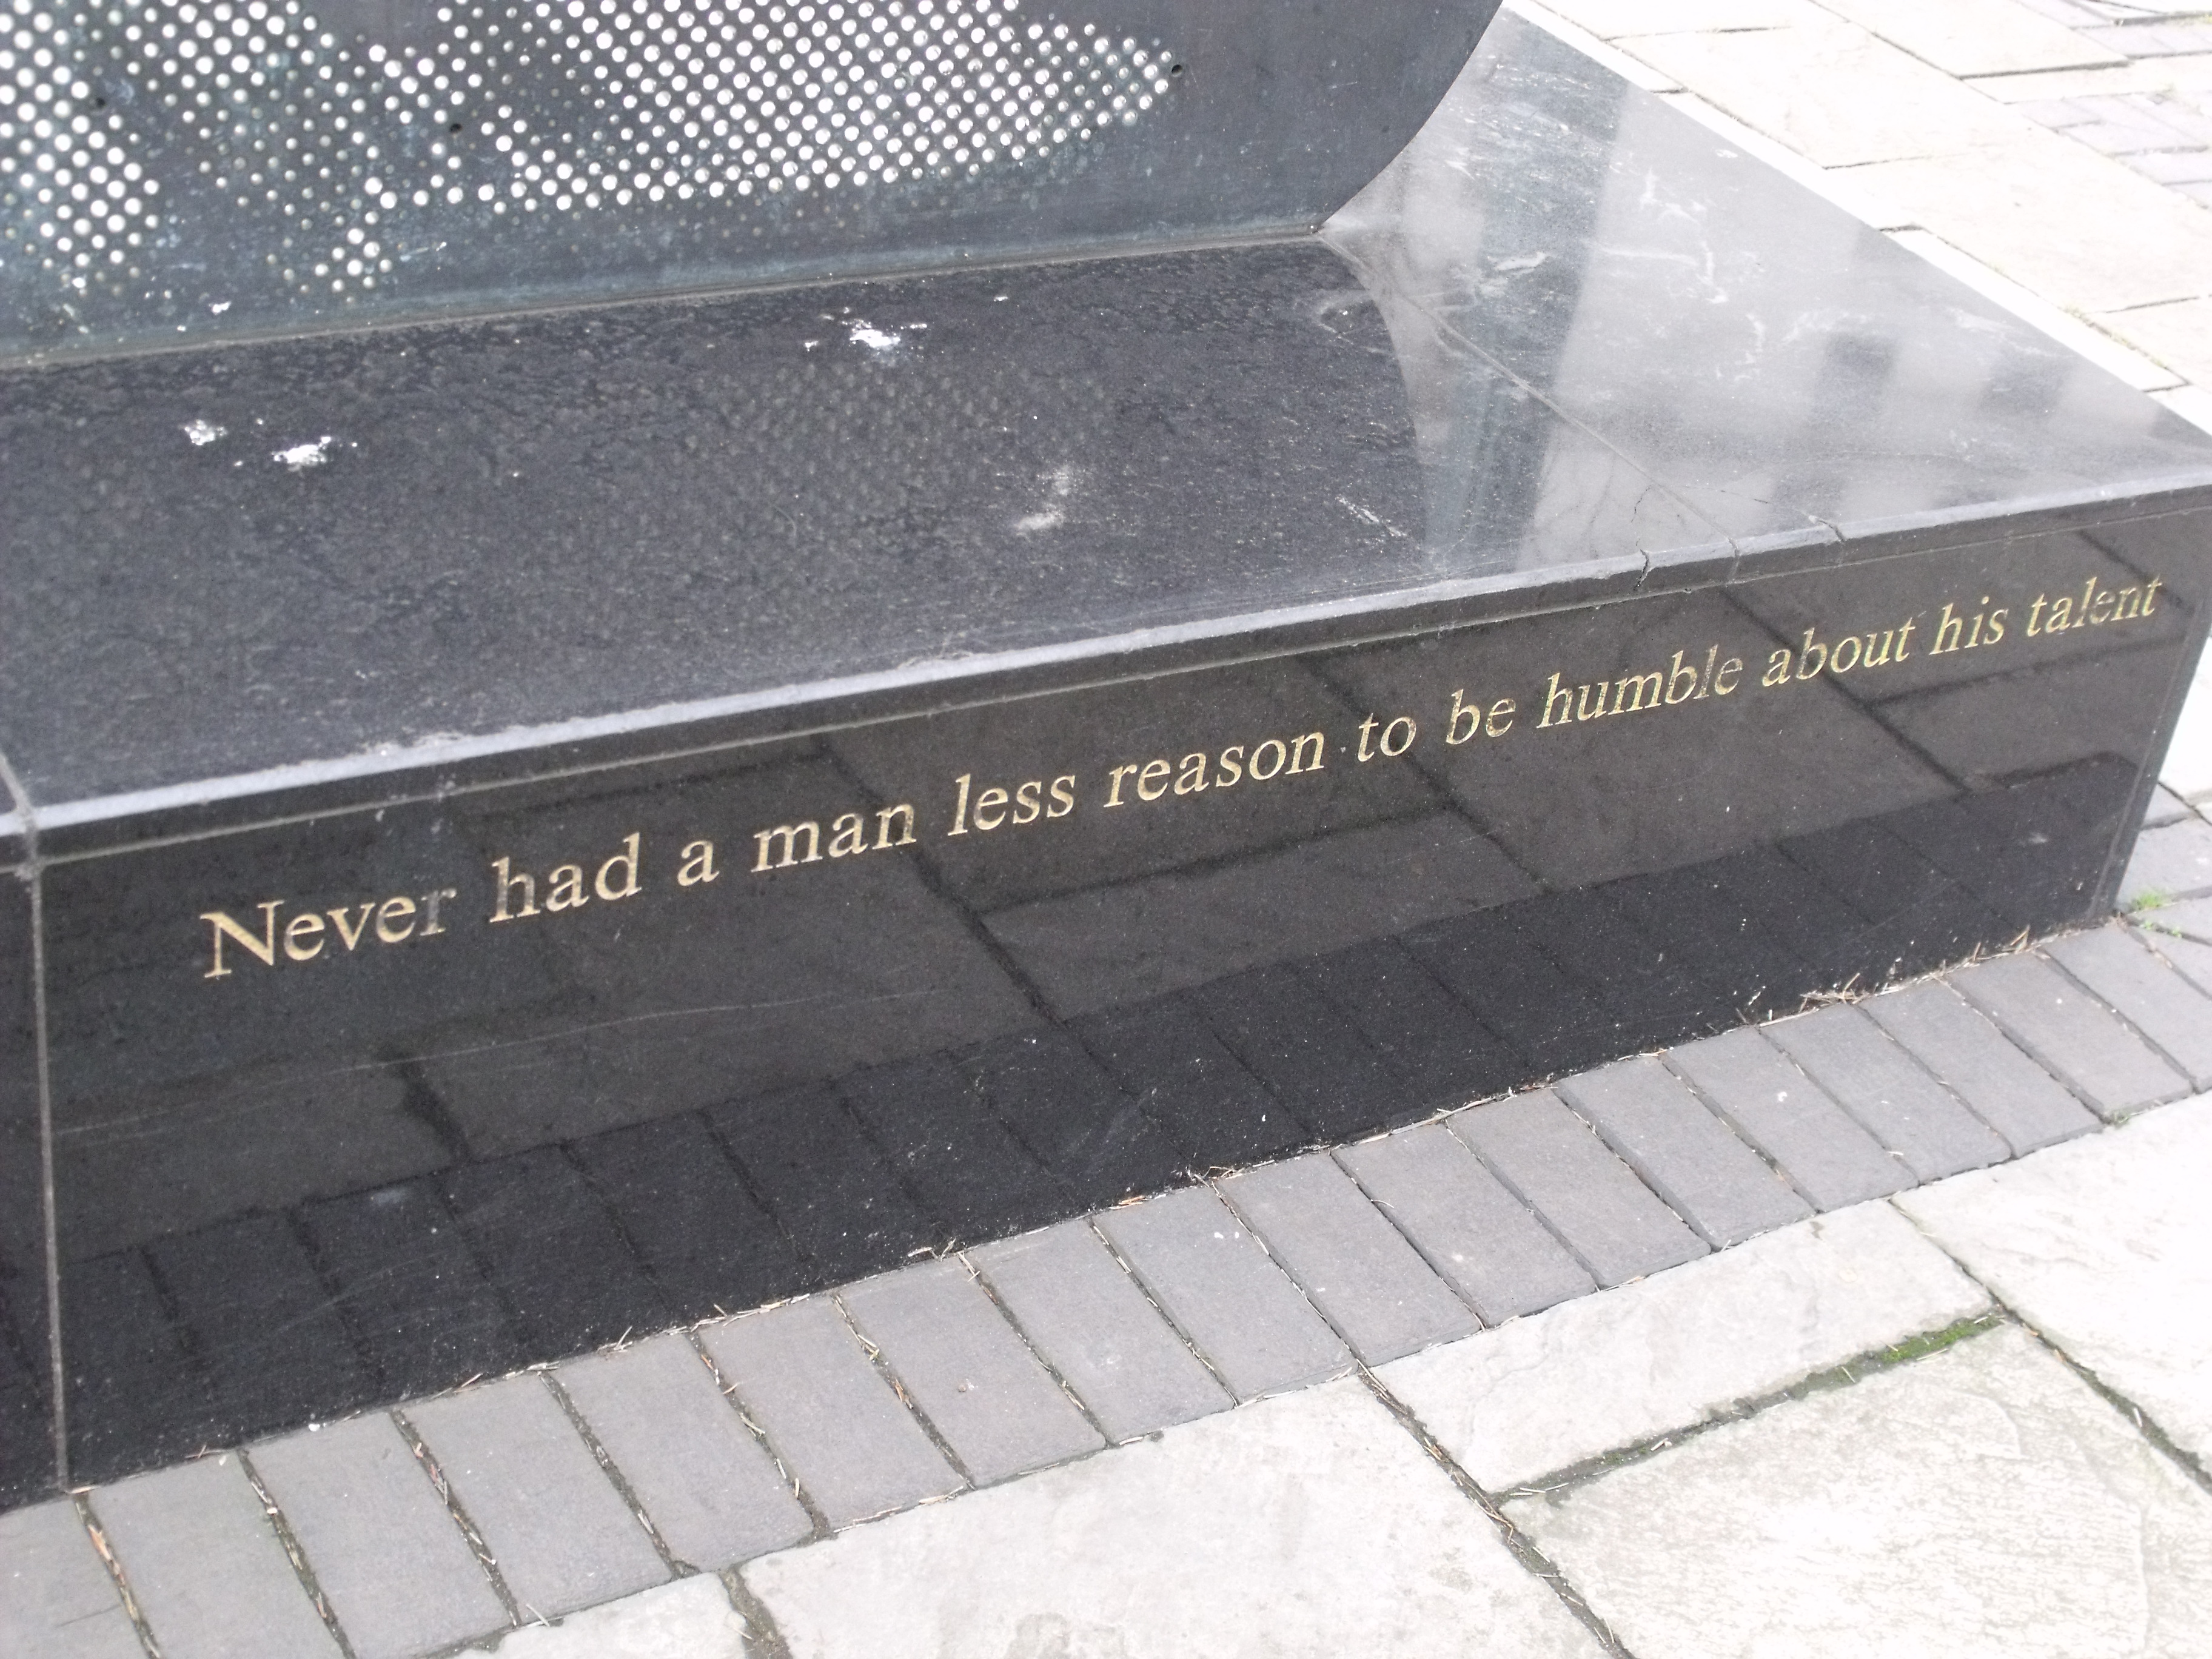 Never had a man less reason to be humble about his talent